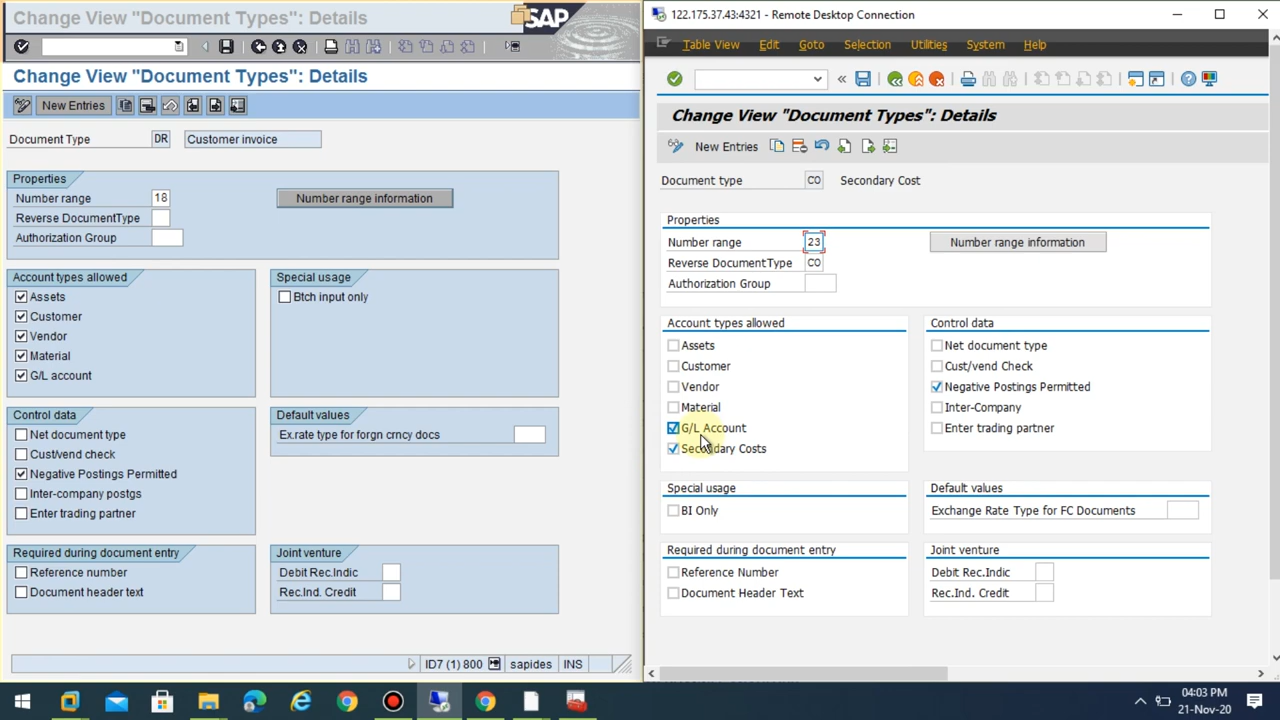 Change View "Document Types": Details
SAP
Change View "Document Types": Details
New Entries
Document Type DR Customer invoice
Properties
Number range 18 Number range information
Reverse DocumentType
Authorization Group
Account types allowed
Assets
Customer
Vendor
Material
G/L account
Special usage
Btch input only
Control data
Net document type
Cust/vend check
Negative Postings Permitted
Inter-company postgs
Enter trading partner
Default values
Ex.rate type for forgn crncy docs
Required during document entry
Reference number
Document header text
Joint venture
Debit Rec.Indic
Rec.Ind. Credit
ID7 (1) 800 sapides INS
122.175.37.43:4321 - Remote Desktop Connection
Table View Edit Goto Selection Utilities System Help
Change View "Document Types": Details
New Entries
Document type CO Secondary Cost
Properties
Number range 23 Number range information
Reverse DocumentType CO
Authorization Group
Account types allowed
Assets
Customer
Vendor
Material
G/L Account
Secondary Costs
Control data
Net document type
Cust/vend Check
Negative Postings Permitted
Inter-Company
Enter trading partner
Special usage
BI Only
Default values
Exchange Rate Type for FC Documents
Required during document entry
Reference Number
Document Header Text
Joint venture
Debit Rec.Indic
Rec.Ind. Credit
04:03 PM
21-Nov-20